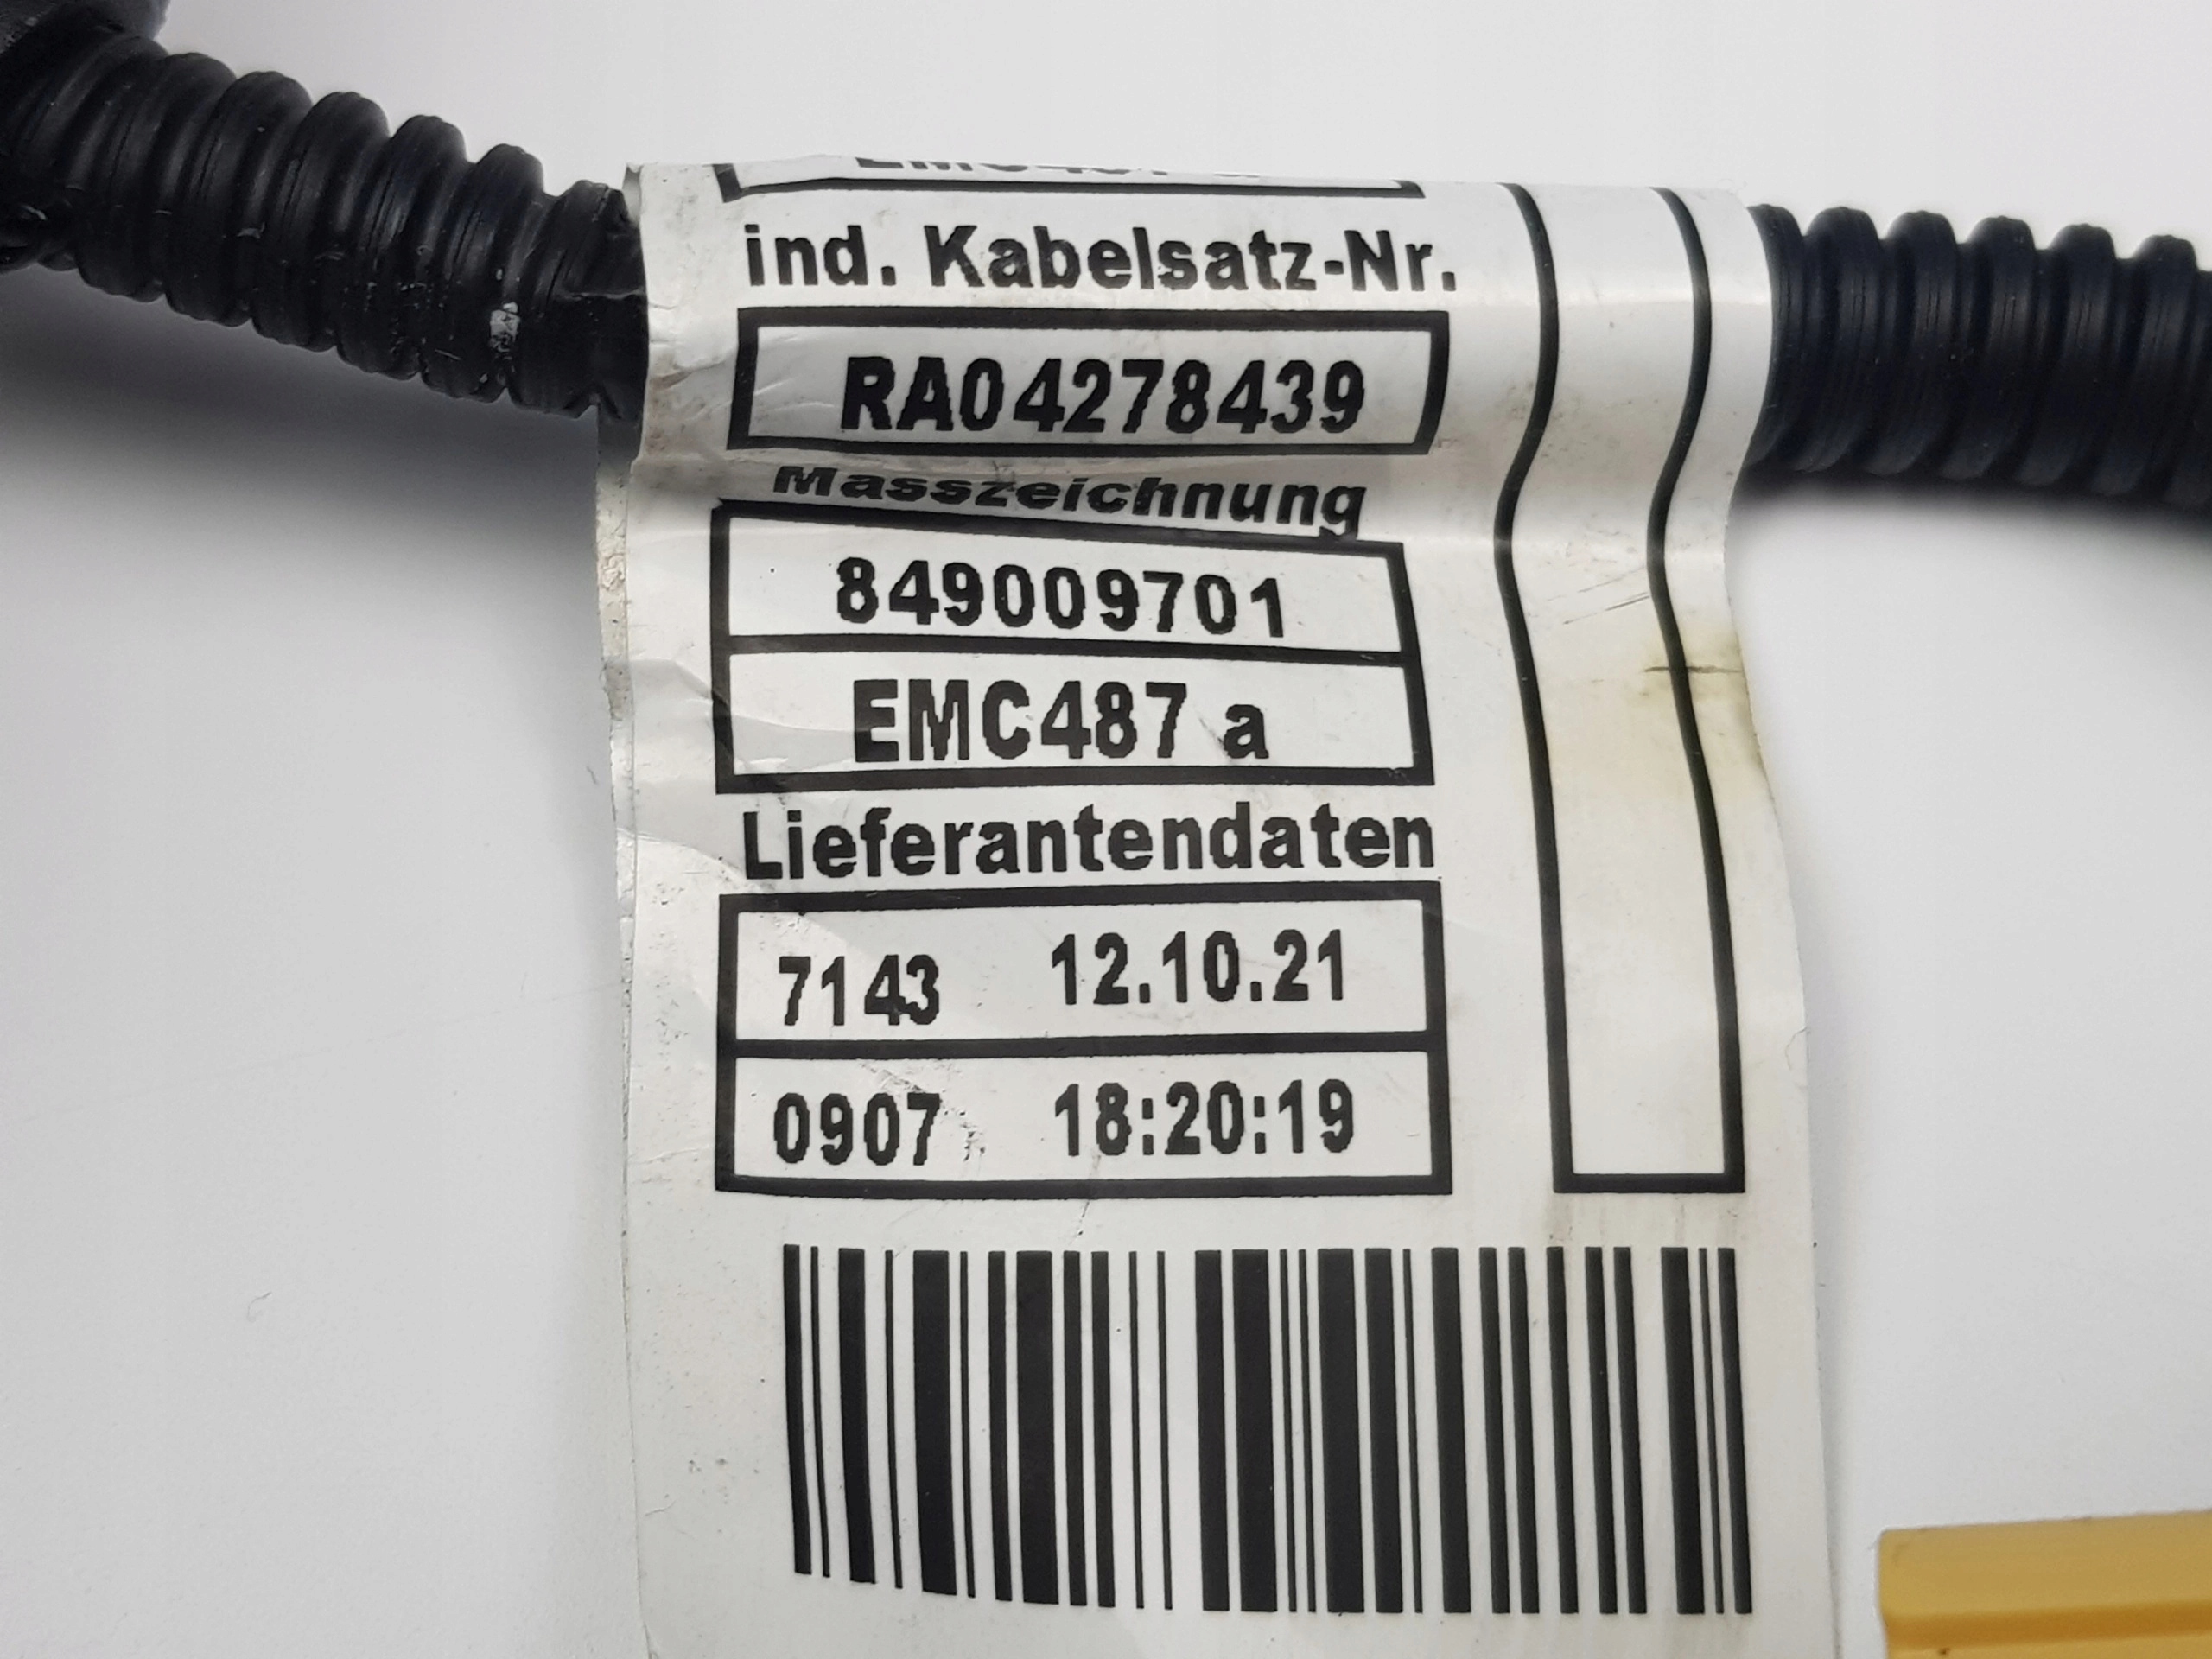 ind. Kabelsatz-Nr.
RA04278439
Masszeichnung
849009701
EMC487 a
Lieferantendaten
7143 12.10.21
0907 18:20:19